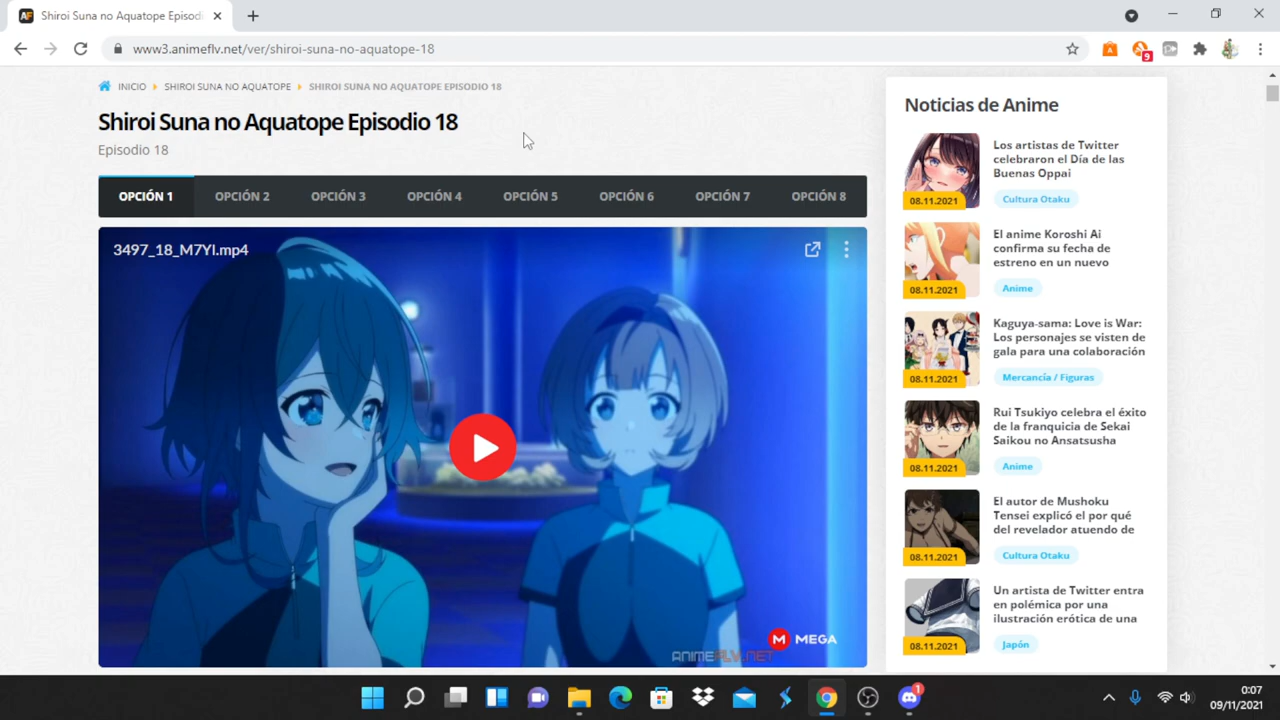 Shiroi Suna no Aquatope Episodi
www3.animeflv.net/ver/shiroi-suna-no-aquatope-18
9
INICIO
SHIROI SUNA NO AQUATOPE
SHIROI SUNA NO AQUATOPE EPISODIO 18
Shiroi Suna no Aquatope Episodio 18
Episodio 18
OPCIÓN 1
OPCIÓN 2
OPCIÓN 3
OPCIÓN 4
OPCIÓN 5
OPCIÓN 6
OPCIÓN 7
OPCIÓN 8
3497_18_M7YI.mp4
M MEGA
ANIMEFLV.NET
Noticias de Anime
Los artistas de Twitter
celebraron el Día de las
Buenas Oppai
08.11.2021
Cultura Otaku
El anime Koroshi Ai
confirma su fecha de
estreno en un nuevo
08.11.2021
Anime
Kaguya-sama: Love is War:
Los personajes se visten de
gala para una colaboración
08.11.2021
Mercancía / Figuras
Rui Tsukiyo celebra el éxito
de la franquicia de Sekai
Saikou no Ansatsusha
08.11.2021
Anime
El autor de Mushoku
Tensei explicó el por qué
del revelador atuendo de
08.11.2021
Cultura Otaku
Un artista de Twitter entra
en polémica por una
ilustración erótica de una
08.11.2021
Japón
1
0:07
09/11/2021